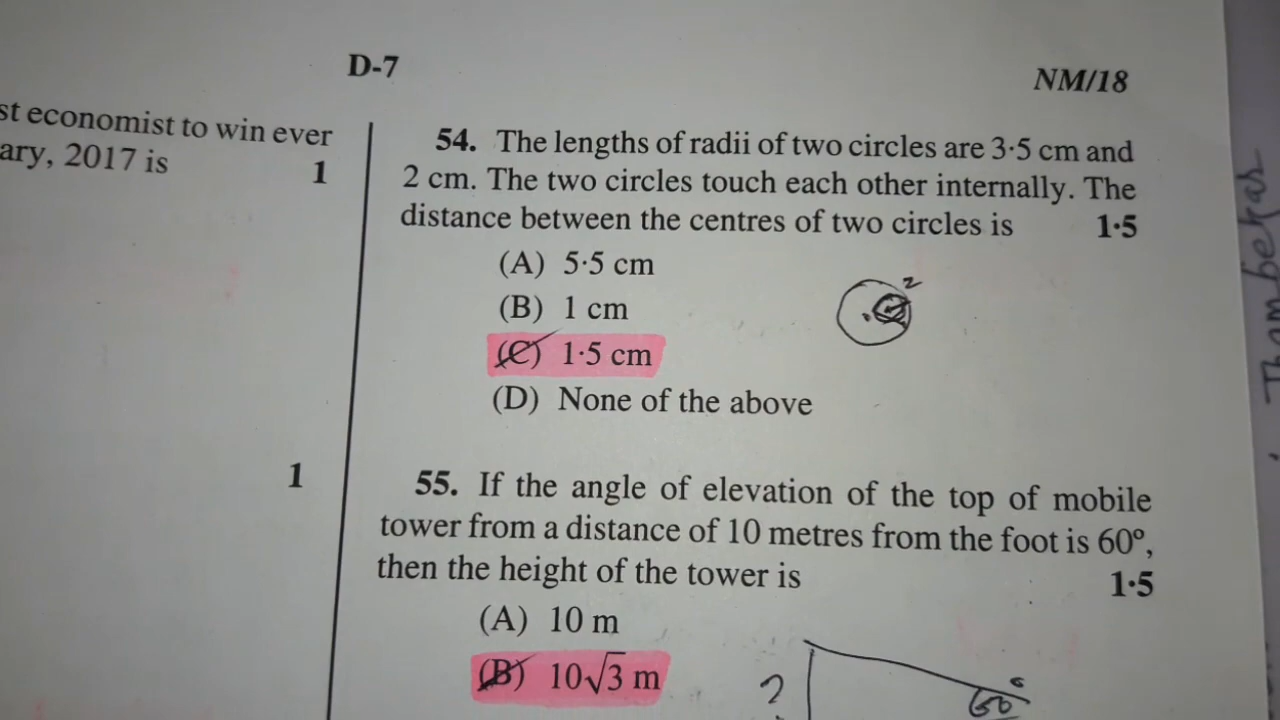 D-7
NM/18
st economist to win ever
ary, 2017 is 1
1
54. The lengths of radii of two circles are 3·5 cm and
2 cm. The two circles touch each other internally. The
distance between the centres of two circles is 1·5
(A) 5·5 cm
(B) 1 cm
(C) 1·5 cm
(D) None of the above
2
55. If the angle of elevation of the top of mobile
tower from a distance of 10 metres from the foot is 60°,
then the height of the tower is 1·5
(A) 10 m
(B) 10√3 m
?
60°